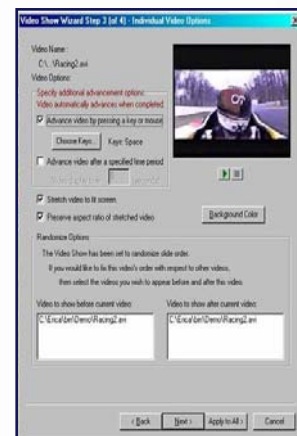 Video Show Wizard Step 3 (of 4) - Individual Video Options
Video Name :
C:\...\Racing2.avi
Video Options:
Specify additional advancement options:
Video automatically advances when completed.
Advance video by pressing a key or mouse
Choose Keys... Keys: Space
Advance video after a specified time period
Stretch video to fit screen.
Preserve aspect ratio of stretched video
Background Color
Randomize Options
The Video Show has been set to randomize slide order.
If you would like to fix this video's order with respect to other videos,
then select the videos you wish to appear before and after this video.
Video to show before current video:
Video to show after current video:
< Back Next > Apply to All > Cancel